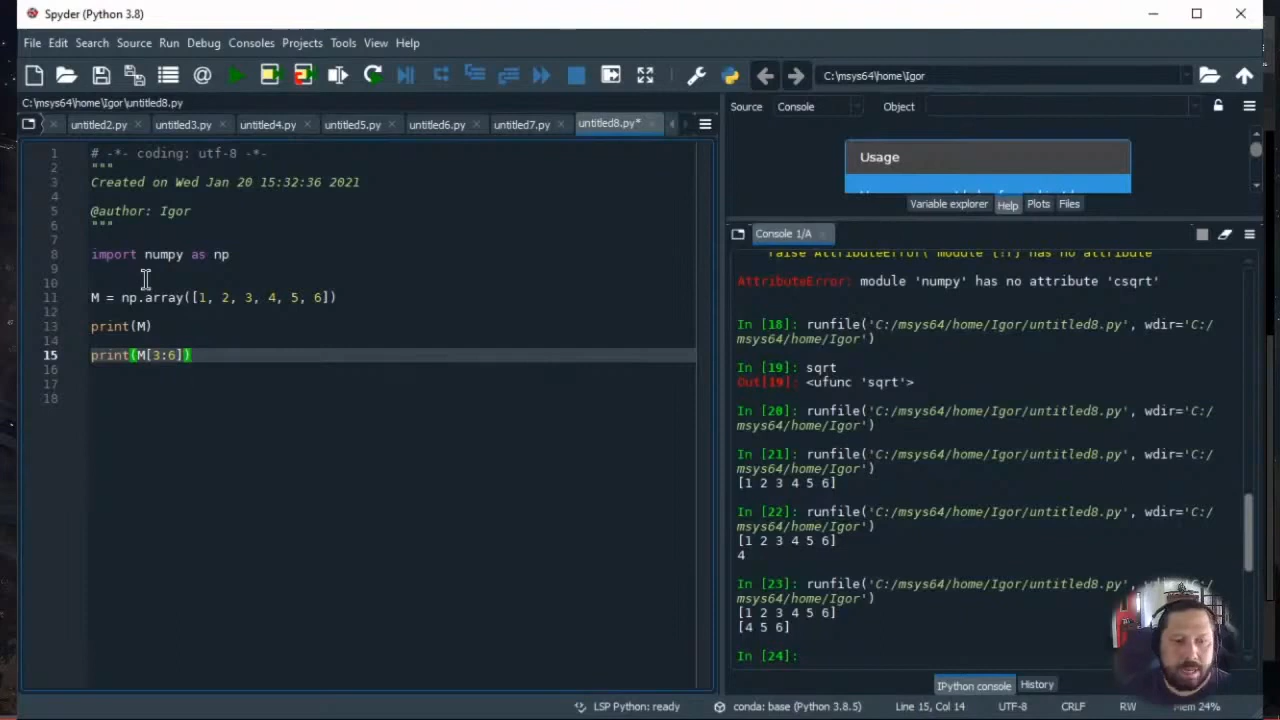 Spyder (Python 3.8)
File Edit Search Source Run Debug Consoles Projects Tools View Help
C:\msys64\home\Igor
C:\msys64\home\Igor\untitled8.py
Source Console Object
untitled2.py untitled3.py untitled4.py untitled5.py untitled6.py untitled7.py untitled8.py*
1 # -*- coding: utf-8 -*-
2 """
3 Created on Wed Jan 20 15:32:36 2021
4
5 @author: Igor
6 """
7
8 import numpy as np
9
10
11 M = np.array([1, 2, 3, 4, 5, 6])
12
13 print(M)
14
15 print(M[3:6])
16
17
18
Usage
Variable explorer Help Plots Files
Console 1/A
raise AttributeError("module {!r} has no attribute
AttributeError: module 'numpy' has no attribute 'csqrt'
In [18]: runfile('C:/msys64/home/Igor/untitled8.py', wdir='C:/
msys64/home/Igor')
In [19]: sqrt
Out[19]: <ufunc 'sqrt'>
In [20]: runfile('C:/msys64/home/Igor/untitled8.py', wdir='C:/
msys64/home/Igor')
In [21]: runfile('C:/msys64/home/Igor/untitled8.py', wdir='C:/
msys64/home/Igor')
[1 2 3 4 5 6]
In [22]: runfile('C:/msys64/home/Igor/untitled8.py', wdir='C:/
msys64/home/Igor')
[1 2 3 4 5 6]
4
In [23]: runfile('C:/msys64/home/Igor/untitled8.py', wdir='C:/
msys64/home/Igor')
[1 2 3 4 5 6]
[4 5 6]
In [24]:
IPython console History
LSP Python: ready conda: base (Python 3.8.5) Line 15, Col 14 UTF-8 CRLF RW Mem 24%